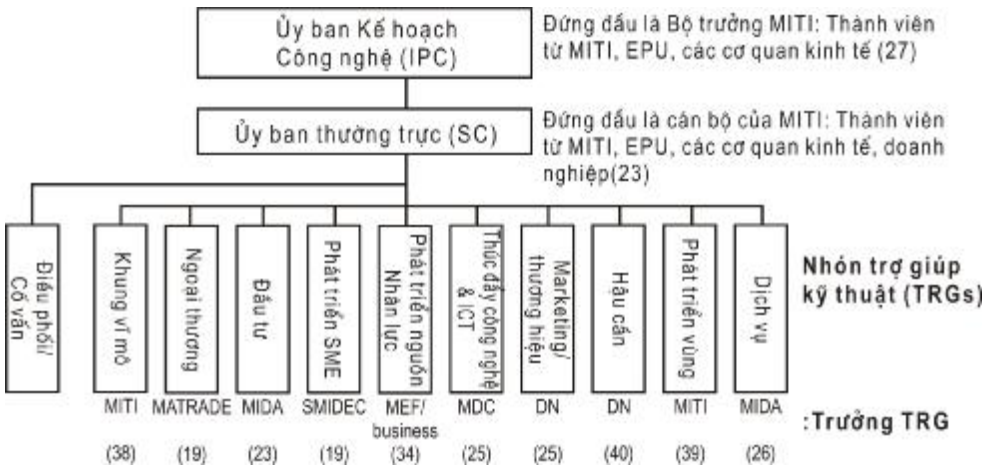 Ủy ban Kế hoạch
Công nghệ (IPC)
Đứng đầu là Bộ trưởng MITI: Thành viên
từ MITI, EPU, các cơ quan kinh tế (27)
Ủy ban thường trực (SC)
Đứng đầu là cán bộ của MITI: Thành viên
từ MITI, EPU, các cơ quan kinh tế, doanh
nghiệp(23)
Điều phối/
Cố vấn
Khung vĩ mô
Ngoại thương
Đầu tư
Phát triển SME
Phát triển nguồn
Nhân lực
Thúc đẩy công nghệ
& ICT
Marketing/
thương hiệu
Hậu cần
Phát triển vùng
Dịch vụ
Nhón trợ giúp
kỹ thuật (TRGs)
MITI MATRADE MIDA SMIDEC MEF/ MDC DN DN MITI MIDA
business
:Trưởng TRG
(38) (19) (23) (19) (34) (25) (25) (40) (39) (26)